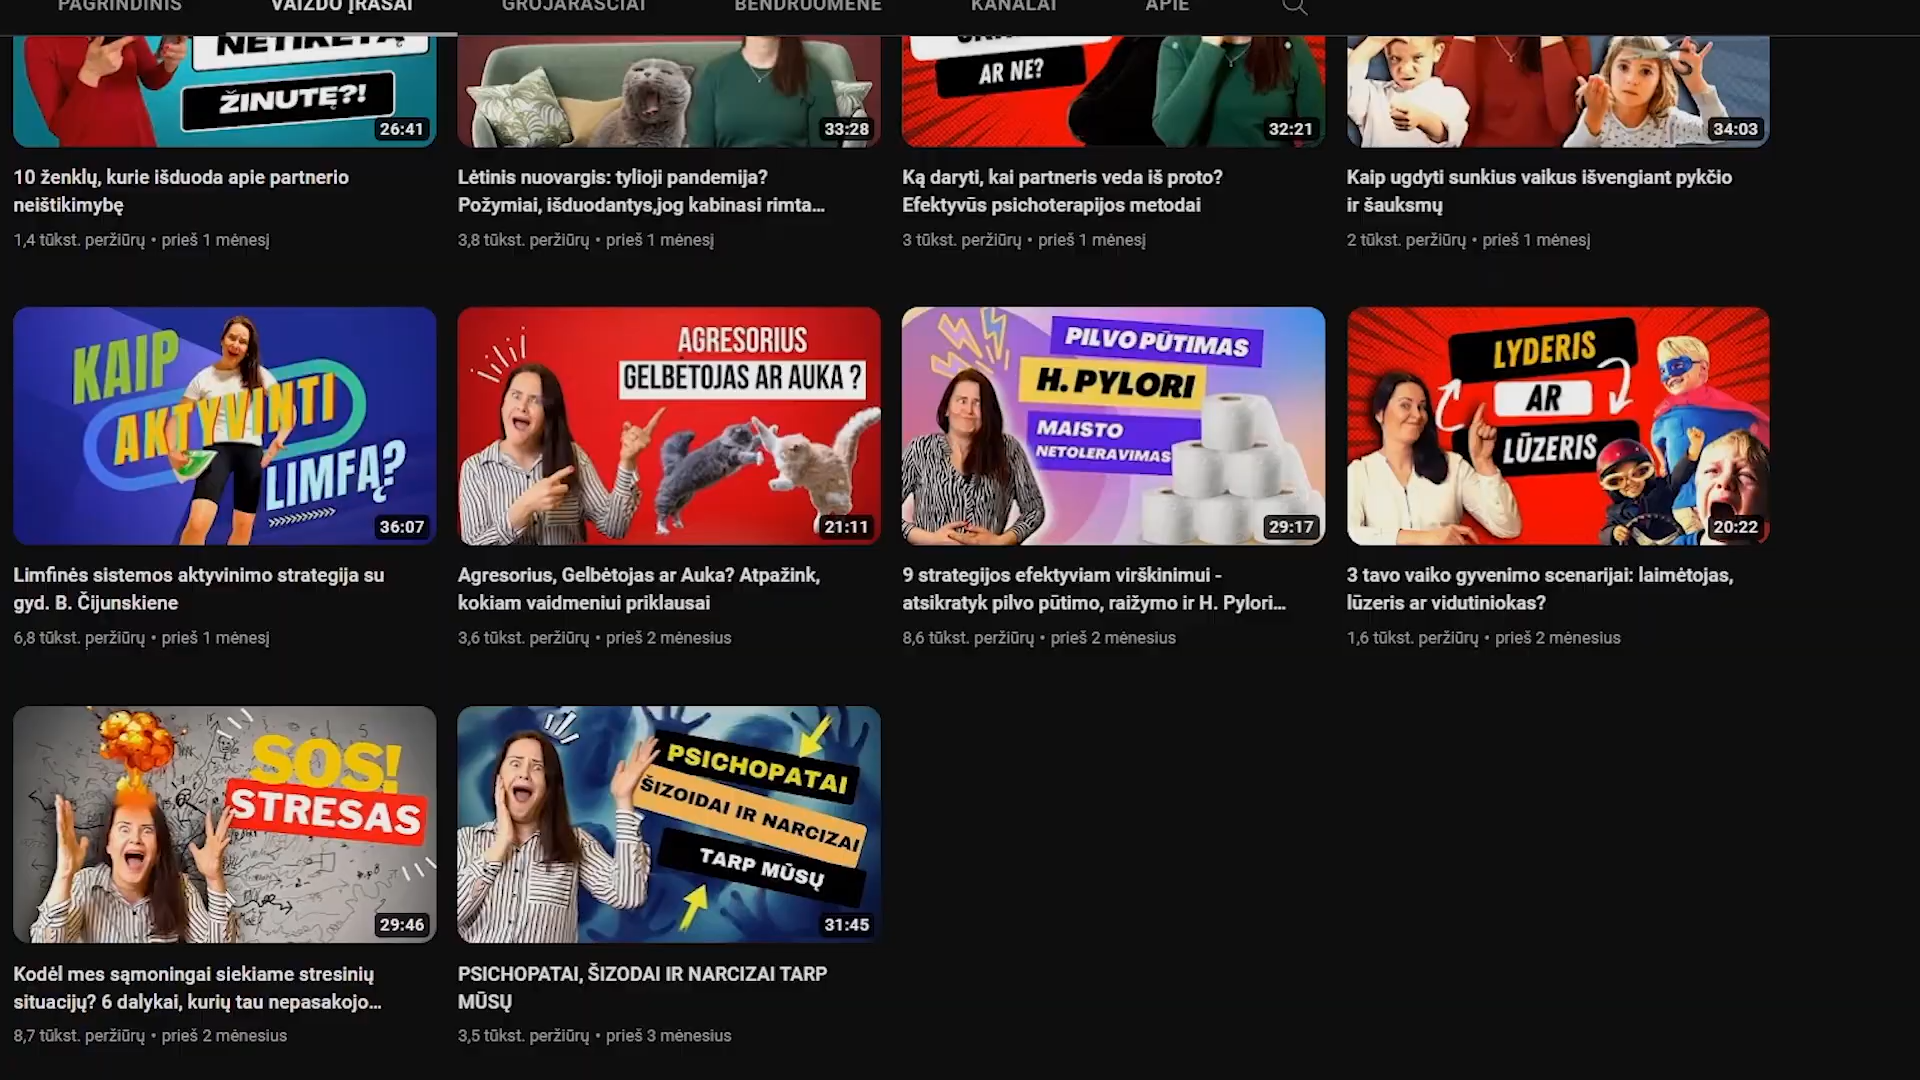 PAGRINDINIS VAIZDO ĮRAŠAI GROJARAŠČIAI BENDRUOMENĖ KANALAI APIE
NETIKĖTĄ
ŽINUTĘ?!
26:41
33:28
AR NE?
32:21
34:03
10 ženklų, kurie išduoda apie partnerio
neištikimybę
1,4 tūkst. peržiūrų • prieš 1 mėnesį
Lėtinis nuovargis: tylioji pandemija?
Požymiai, išduodantys,jog kabinasi rimta...
3,8 tūkst. peržiūrų • prieš 1 mėnesį
Ką daryti, kai partneris veda iš proto?
Efektyvūs psichoterapijos metodai
3 tūkst. peržiūrų • prieš 1 mėnesį
Kaip ugdyti sunkius vaikus išvengiant pykčio
ir šauksmų
2 tūkst. peržiūrų • prieš 1 mėnesį
KAIP
AKTYVINTI
LIMFĄ?
36:07
AGRESORIUS
GELBĖTOJAS AR AUKA ?
21:11
PILVO PŪTIMAS
H. PYLORI
MAISTO
NETOLERAVIMAS
29:17
LYDERIS
AR
LŪZERIS
20:22
Limfinės sistemos aktyvinimo strategija su
gyd. B. Čijunskiene
6,8 tūkst. peržiūrų • prieš 1 mėnesį
Agresorius, Gelbėtojas ar Auka? Atpažink,
kokiam vaidmeniui priklausai
3,6 tūkst. peržiūrų • prieš 2 mėnesius
9 strategijos efektyviam virškinimui -
atsikratyk pilvo pūtimo, raižymo ir H. Pylori...
8,6 tūkst. peržiūrų • prieš 2 mėnesius
3 tavo vaiko gyvenimo scenarijai: laimėtojas,
lūzeris ar vidutiniokas?
1,6 tūkst. peržiūrų • prieš 2 mėnesius
SOS!
STRESAS
29:46
PSICHOPATAI
ŠIZOIDAI IR NARCIZAI
TARP MŪSŲ
31:45
Kodėl mes sąmoningai siekiame stresinių
situacijų? 6 dalykai, kurių tau nepasakojo...
8,7 tūkst. peržiūrų • prieš 2 mėnesius
PSICHOPATAI, ŠIZODAI IR NARCIZAI TARP
MŪSŲ
3,5 tūkst. peržiūrų • prieš 3 mėnesius